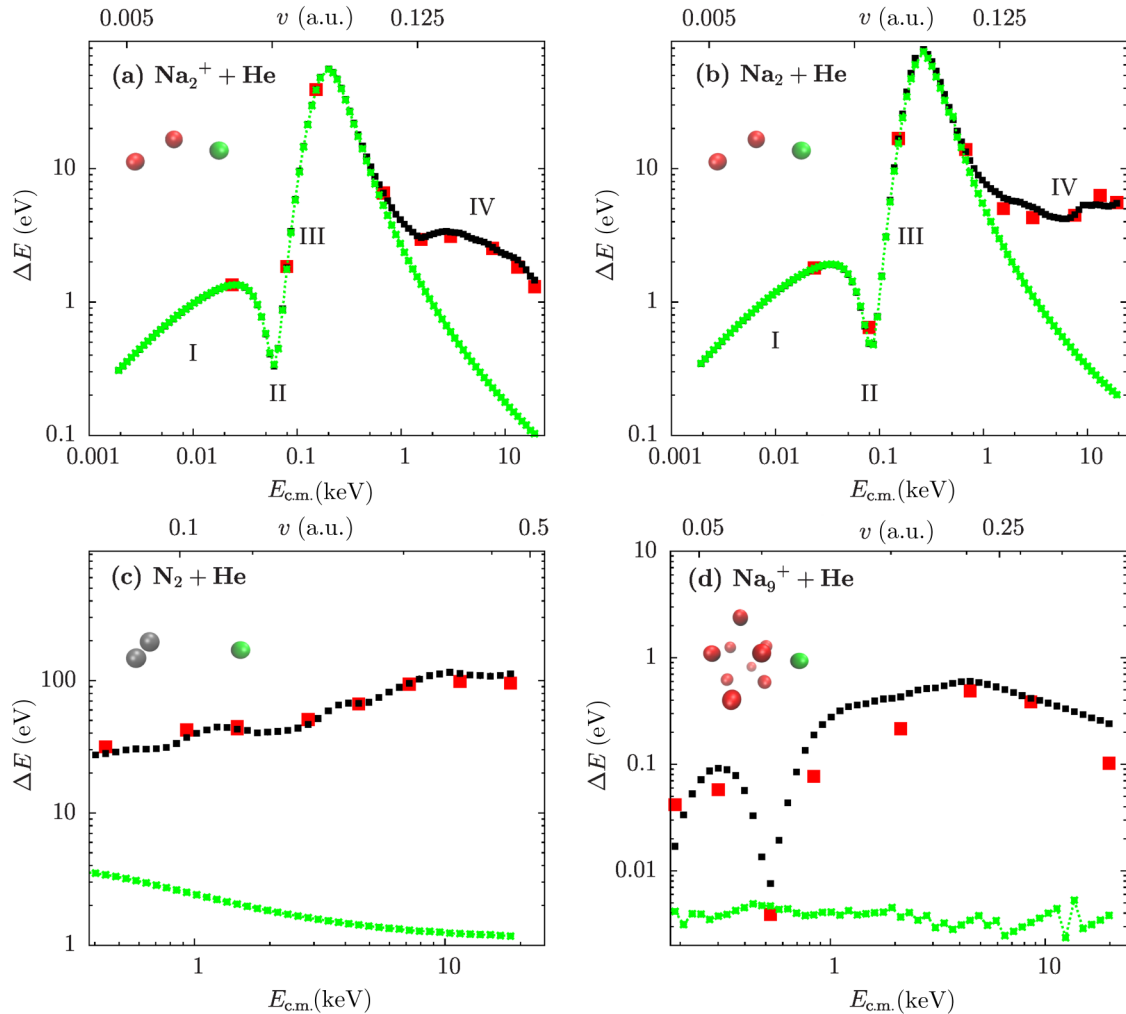 0.005 v (a.u.) 0.125
(a) Na₂⁺ + He
ΔE (eV)
10
1
0.1
I
II
III
IV
0.001 0.01 0.1 1 10
E_c.m.(keV)
0.005 v (a.u.) 0.125
(b) Na₂ + He
ΔE (eV)
10
1
0.1
I
II
III
IV
0.001 0.01 0.1 1 10
E_c.m.(keV)
0.1 v (a.u.) 0.5
(c) N₂ + He
ΔE (eV)
100
10
1
1 10
E_c.m.(keV)
0.05 v (a.u.) 0.25
(d) Na₉⁺ + He
ΔE (eV)
10
1
0.1
0.01
1 10
E_c.m.(keV)